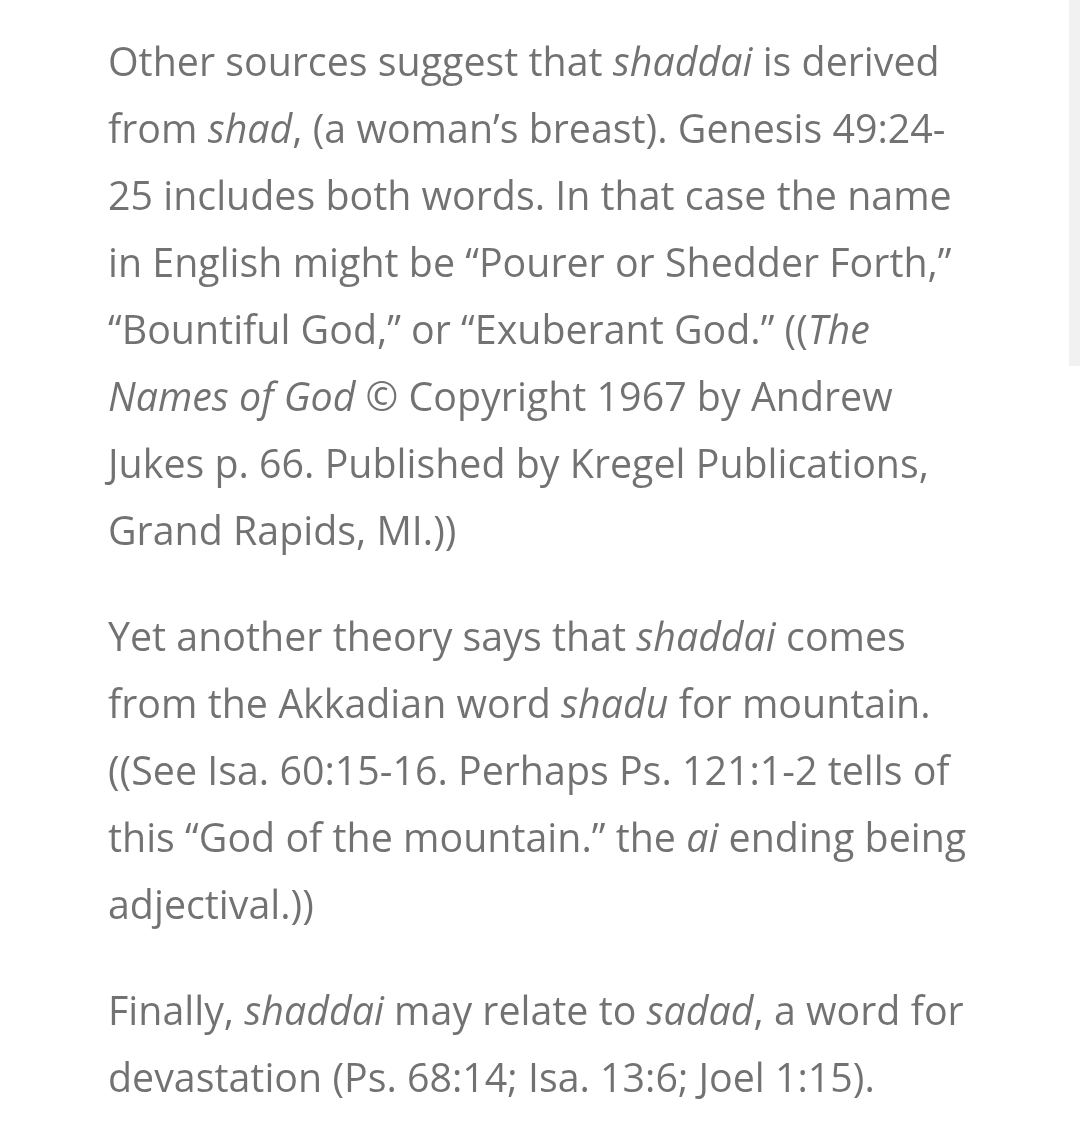 Other sources suggest that shaddai is derived
from shad, (a woman’s breast). Genesis 49:24-
25 includes both words. In that case the name
in English might be “Pourer or Shedder Forth,”
“Bountiful God,” or “Exuberant God.” ((The
Names of God © Copyright 1967 by Andrew
Jukes p. 66. Published by Kregel Publications,
Grand Rapids, MI.))
Yet another theory says that shaddai comes
from the Akkadian word shadu for mountain.
((See Isa. 60:15-16. Perhaps Ps. 121:1-2 tells of
this “God of the mountain.” the ai ending being
adjectival.))
Finally, shaddai may relate to sadad, a word for
devastation (Ps. 68:14; Isa. 13:6; Joel 1:15).